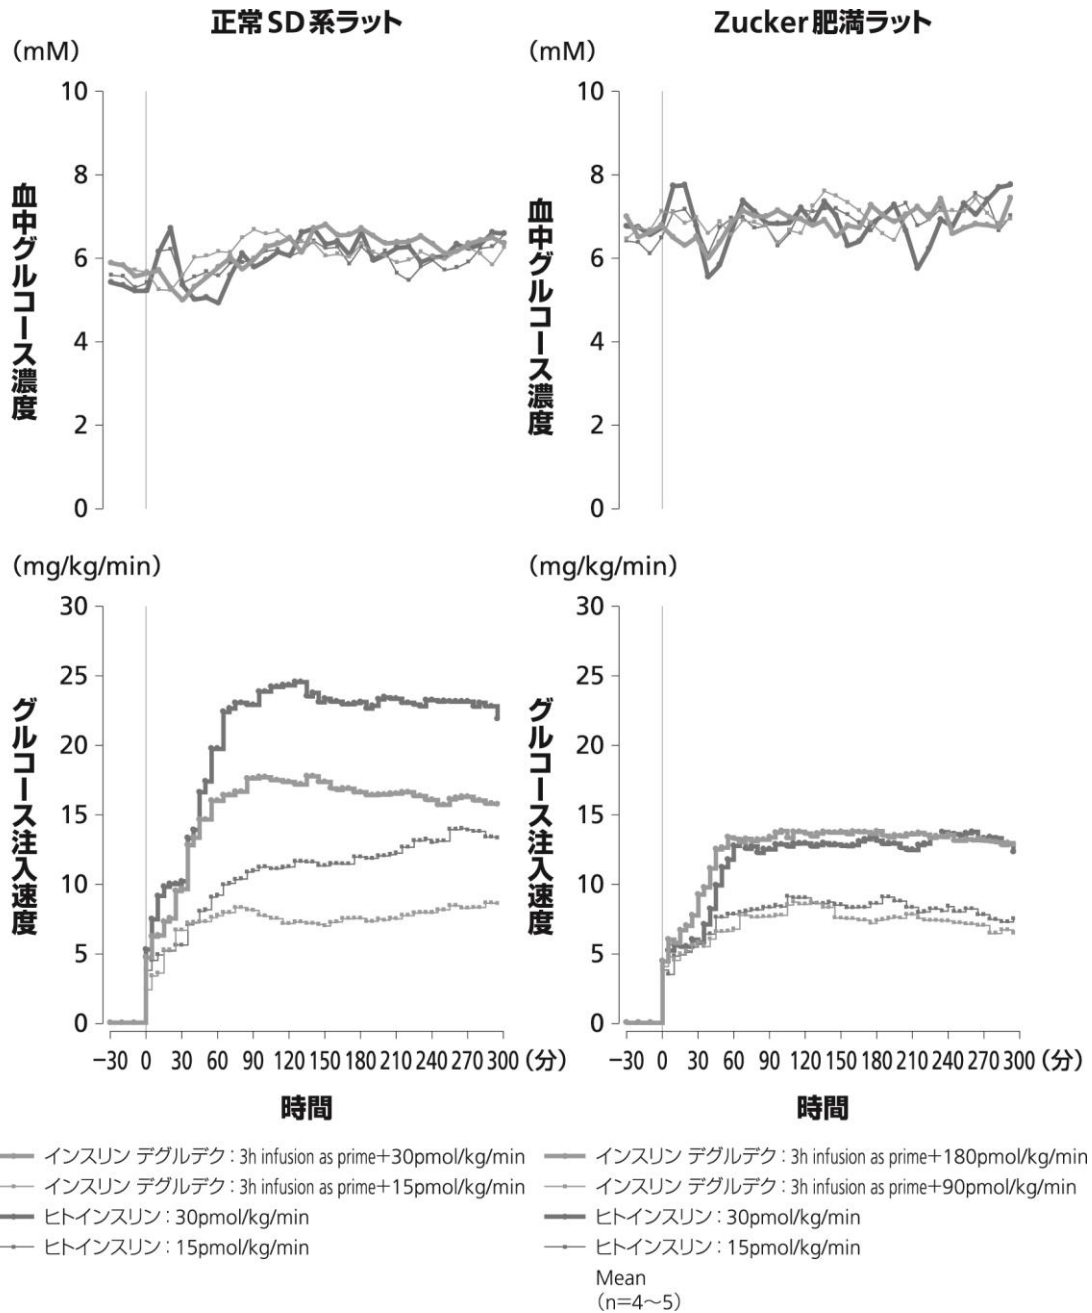 正常SD系ラット
(mM)
10
8
6
4
2
0
血中グルコース濃度
Zucker肥満ラット
(mM)
10
8
6
4
2
0
血中グルコース濃度
(mg/kg/min)
30
25
20
15
10
5
0
グルコース注入速度
−30 0 30 60 90 120 150 180 210 240 270 300 (分)
時間
(mg/kg/min)
30
25
20
15
10
5
0
グルコース注入速度
−30 0 30 60 90 120 150 180 210 240 270 300 (分)
時間
インスリン デグルデク：3h infusion as prime+30pmol/kg/min
インスリン デグルデク：3h infusion as prime+15pmol/kg/min
ヒトインスリン：30pmol/kg/min
ヒトインスリン：15pmol/kg/min
インスリン デグルデク：3h infusion as prime+180pmol/kg/min
インスリン デグルデク：3h infusion as prime+90pmol/kg/min
ヒトインスリン：30pmol/kg/min
ヒトインスリン：15pmol/kg/min
Mean
(n=4〜5)